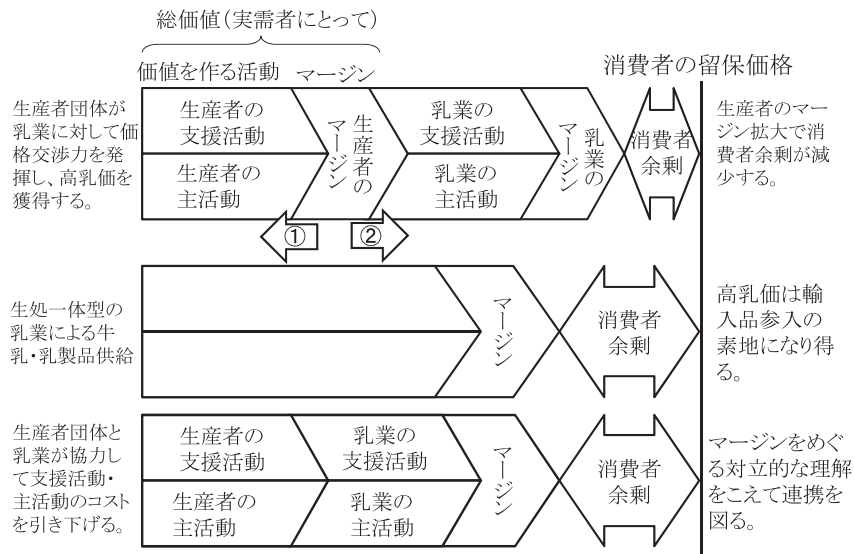 総価値(実需者にとって)
価値を作る活動
マージン
消費者の留保価格
生産者団体が
乳業に対して価
格交渉力を発
揮し、高乳価を
獲得する。
生産者の
支援活動
生産者の
主活動
生産者の
マージン
乳業の
支援活動
乳業の
主活動
乳業の
マージン
消費者
余剰
生産者のマー
ジン拡大で消
費者余剰が減
少する。
①
②
生処一体型の
乳業による牛
乳・乳製品供給
マージン
消費者
余剰
高乳価は輸
入品参入の
素地になり得
る。
生産者団体と
乳業が協力し
て支援活動・
主活動のコスト
を引き下げる。
生産者の
支援活動
生産者の
主活動
乳業の
支援活動
乳業の
主活動
マージン
消費者
余剰
マージンをめぐ
る対立的な理解
をこえて連携を
図る。